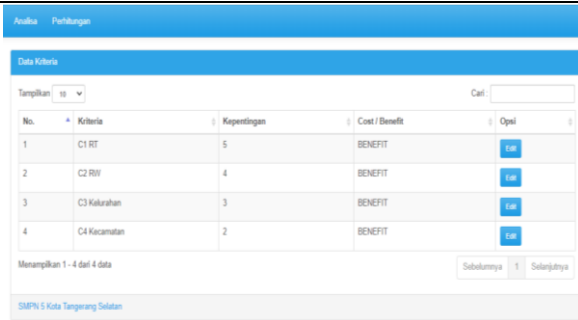 Analisa Perhitungan
Data Kriteria
Tampilkan 10 Cari :
No. Kriteria Kepentingan Cost / Benefit Opsi
1 C1 RT 5 BENEFIT Edit
2 C2 RW 4 BENEFIT Edit
3 C3 Kelurahan 3 BENEFIT Edit
4 C4 Kecamatan 2 BENEFIT Edit
Menampilkan 1 - 4 dari 4 data Sebelumnya 1 Selanjutnya
SMPN 5 Kota Tangerang Selatan